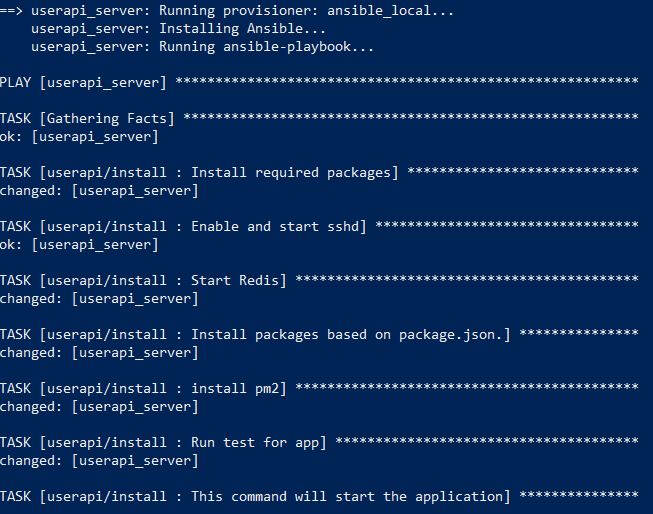 ==> userapi_server: Running provisioner: ansible_local...
    userapi_server: Installing Ansible...
    userapi_server: Running ansible-playbook...
PLAY [userapi_server] **********************************************************
TASK [Gathering Facts] *********************************************************
ok: [userapi_server]
TASK [userapi/install : Install required packages] *****************************
changed: [userapi_server]
TASK [userapi/install : Enable and start sshd] *********************************
ok: [userapi_server]
TASK [userapi/install : Start Redis] *******************************************
changed: [userapi_server]
TASK [userapi/install : Install packages based on package.json.] ***************
changed: [userapi_server]
TASK [userapi/install : install pm2] *******************************************
changed: [userapi_server]
TASK [userapi/install : Run test for app] **************************************
changed: [userapi_server]
TASK [userapi/install : This command will start the application] ***************